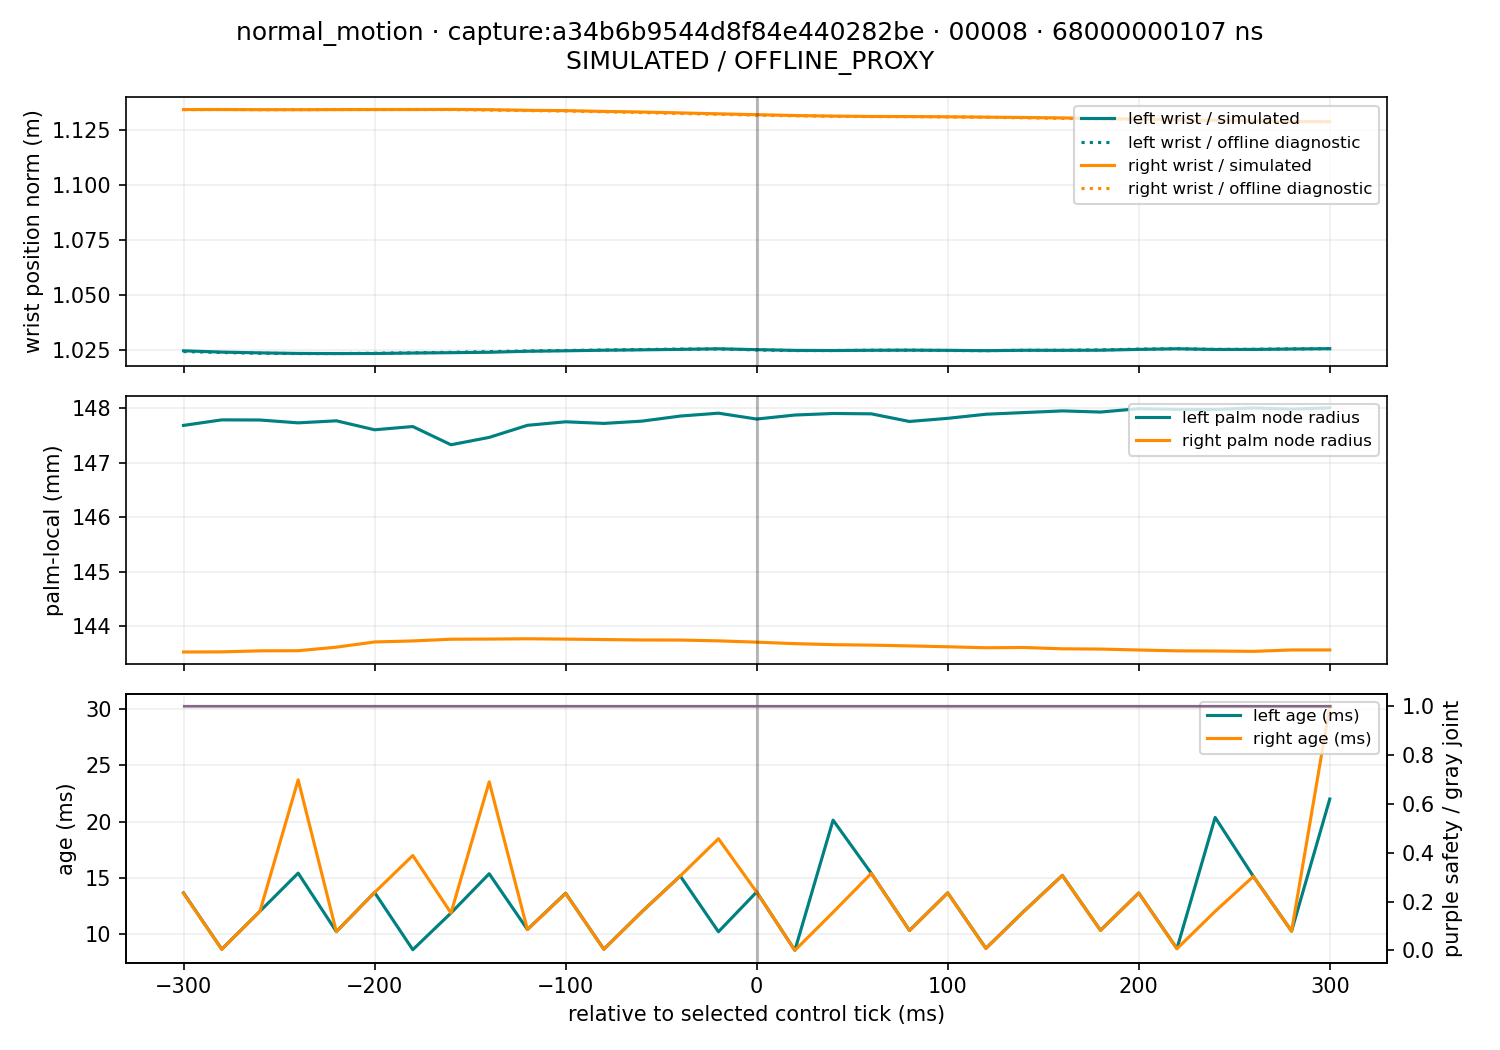 normal_motion · capture:a34b6b9544d8f84e440282be · 00008 · 68000000107 ns
SIMULATED / OFFLINE_PROXY
wrist position norm (m)
1.125
1.100
1.075
1.050
1.025
left wrist / simulated
left wrist / offline diagnostic
right wrist / simulated
right wrist / offline diagnostic
palm-local (mm)
148
147
146
145
144
left palm node radius
right palm node radius
age (ms)
30
25
20
15
10
left age (ms)
right age (ms)
1.0
0.8
0.6
0.4
0.2
0.0
purple safety / gray joint
−300
−200
−100
0
100
200
300
relative to selected control tick (ms)